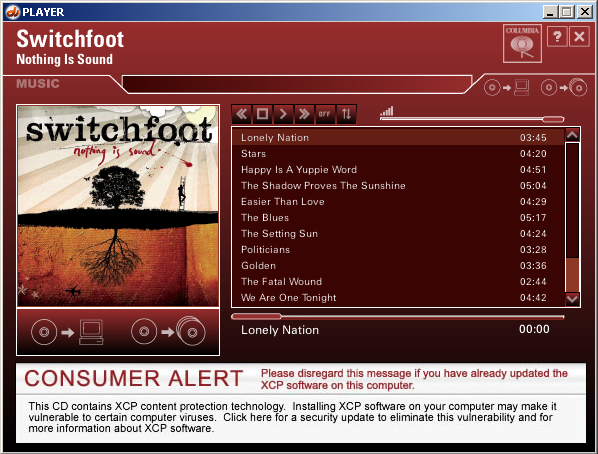 PLAYER
Switchfoot
Nothing Is Sound
COLUMBIA
?
MUSIC
switchfoot
nothing is sound
OFF
Lonely Nation 03:45
Stars 04:20
Happy Is A Yuppie Word 04:51
The Shadow Proves The Sunshine 05:04
Easier Than Love 04:29
The Blues 05:17
The Setting Sun 04:24
Politicians 03:28
Golden 03:36
The Fatal Wound 02:44
We Are One Tonight 04:42
Lonely Nation 00:00
CONSUMER ALERT
Please disregard this message if you have already updated the
XCP software on this computer.
This CD contains XCP content protection technology.  Installing XCP software on your computer may make it
vulnerable to certain computer viruses.  Click here for a security update to eliminate this vulnerability and for
more information about XCP software.